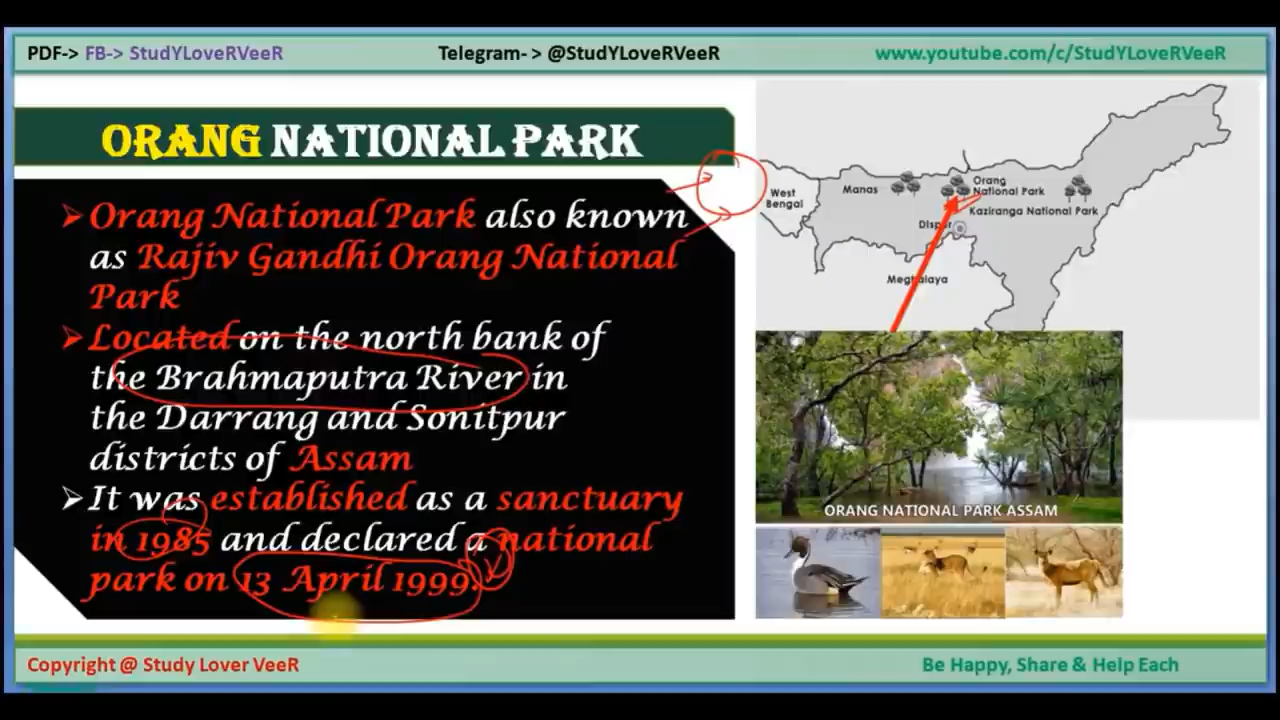 PDF-> FB-> StudYLoveRVeeR
Telegram- > @StudYLoveRVeeR
www.youtube.com/c/StudYLoveRVeeR
ORANG NATIONAL PARK
➢Orang National Park also known
as Rajiv Gandhi Orang National
Park
➢Located on the north bank of
the Brahmaputra River in
the Darrang and Sonitpur
districts of Assam
➢It was established as a sanctuary
in 1985 and declared a national
park on 13 April 1999.
West
Bengal
Manas
Orang
National Park
Kaziranga National Park
Dispur
Meghalaya
ORANG NATIONAL PARK ASSAM
Copyright @ Study Lover VeeR
Be Happy, Share & Help Each